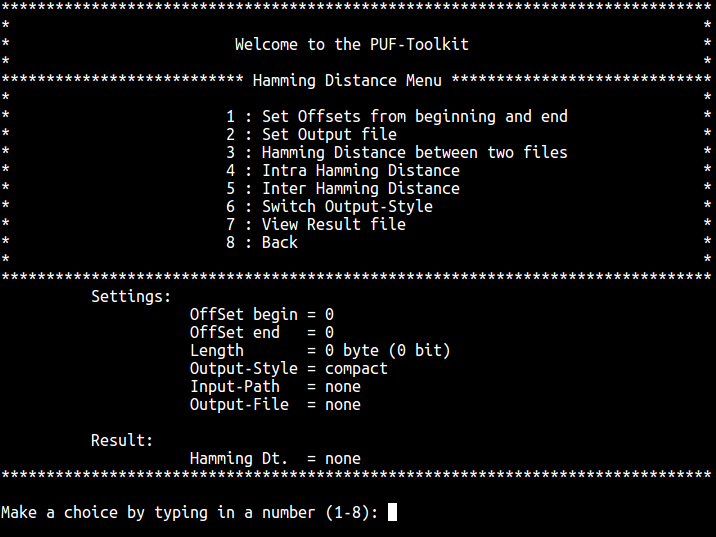 *******************************************************************************
*                                                                             *
*                         Welcome to the PUF-Toolkit                          *
*                                                                             *
*************************** Hamming Distance Menu *****************************
*                                                                             *
*                        1 : Set Offsets from beginning and end               *
*                        2 : Set Output file                                  *
*                        3 : Hamming Distance between two files               *
*                        4 : Intra Hamming Distance                           *
*                        5 : Inter Hamming Distance                           *
*                        6 : Switch Output-Style                              *
*                        7 : View Result file                                 *
*                        8 : Back                                             *
*                                                                             *
*******************************************************************************
          Settings:
                     OffSet begin = 0
                     OffSet end   = 0
                     Length       = 0 byte (0 bit)
                     Output-Style = compact
                     Input-Path   = none
                     Output-File  = none
          Result:
                     Hamming Dt.  = none
*******************************************************************************
Make a choice by typing in a number (1-8):